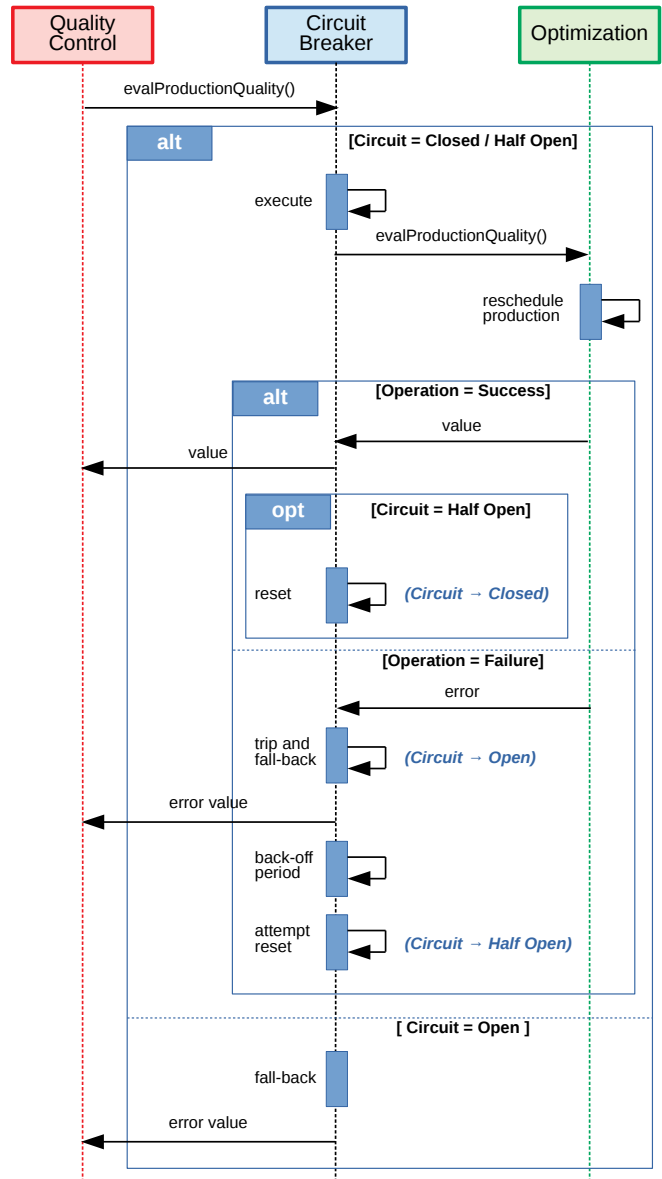 Quality
Control
Circuit
Breaker
Optimization
evalProductionQuality()
alt
[Circuit = Closed / Half Open]
execute
evalProductionQuality()
reschedule
production
alt
[Operation = Success]
value
value
opt
[Circuit = Half Open]
reset
(Circuit → Closed)
[Operation = Failure]
error
trip and
fall-back
(Circuit → Open)
error value
back-off
period
attempt
reset
(Circuit → Half Open)
[ Circuit = Open ]
fall-back
error value